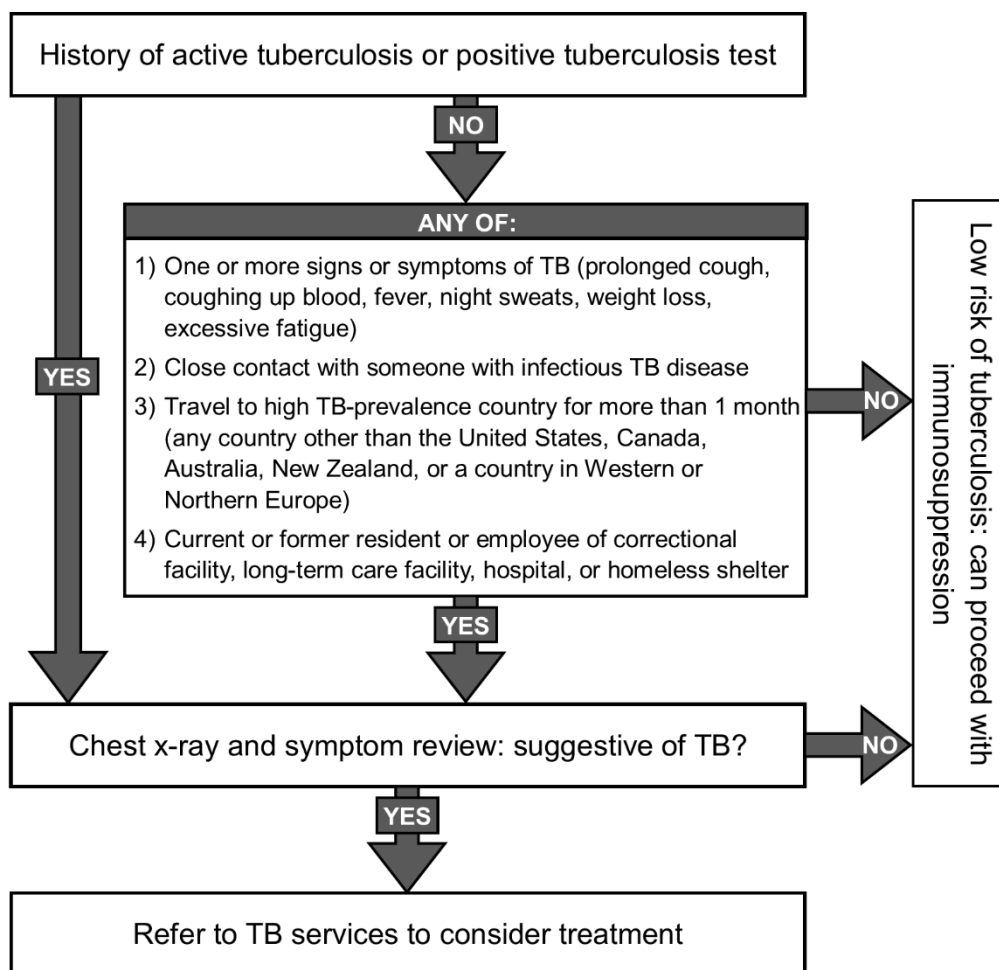 History of active tuberculosis or positive tuberculosis test
NO
ANY OF:
1) One or more signs or symptoms of TB (prolonged cough,
coughing up blood, fever, night sweats, weight loss,
excessive fatigue)
2) Close contact with someone with infectious TB disease
3) Travel to high TB-prevalence country for more than 1 month
(any country other than the United States, Canada,
Australia, New Zealand, or a country in Western or
Northern Europe)
4) Current or former resident or employee of correctional
facility, long-term care facility, hospital, or homeless shelter
YES
NO
Low risk of tuberculosis: can proceed with
immunosuppression
YES
Chest x-ray and symptom review: suggestive of TB?
NO
YES
Refer to TB services to consider treatment